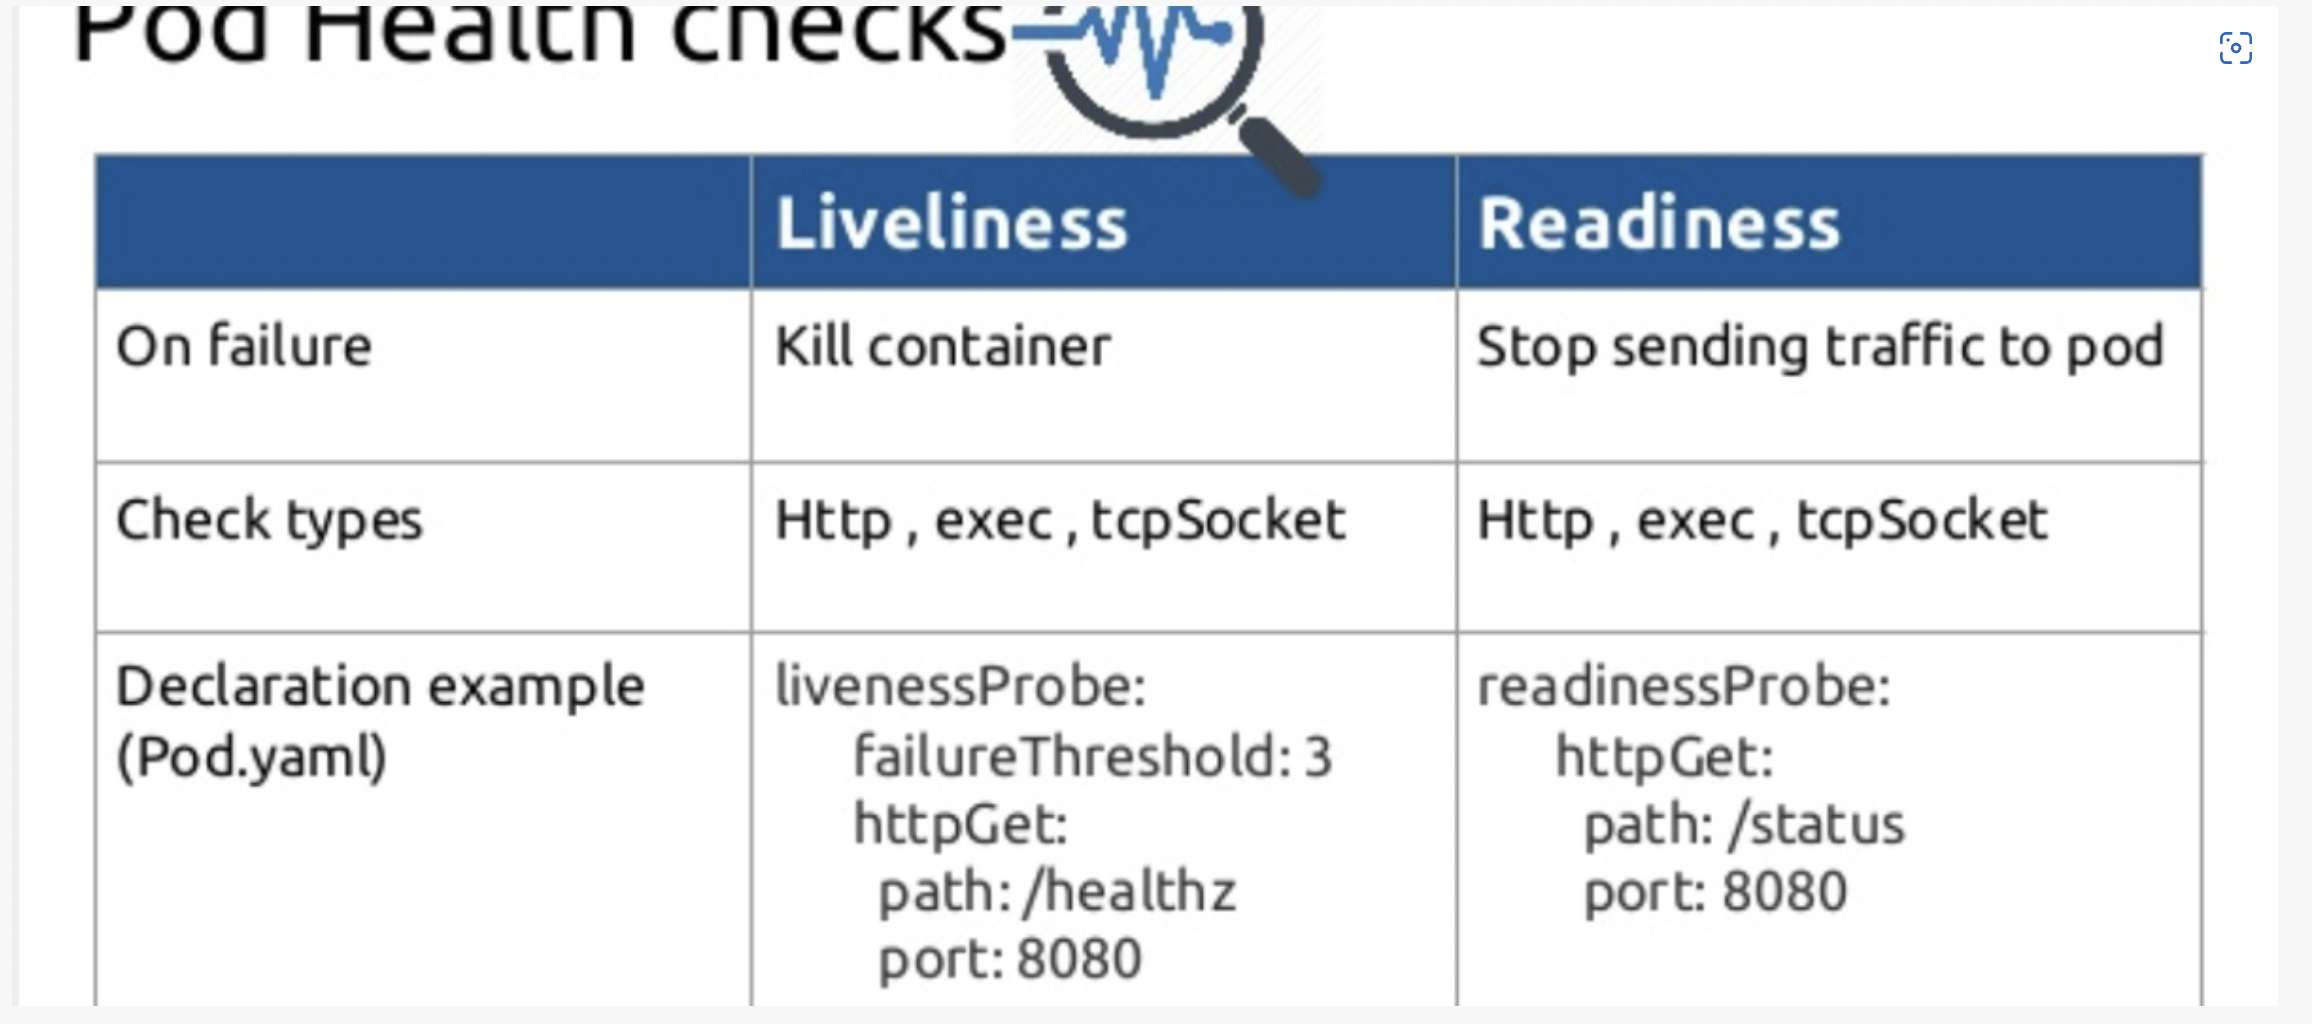 Pod Health checks
Liveliness
Readiness
On failure
Kill container
Stop sending traffic to pod
Check types
Http , exec , tcpSocket
Http , exec , tcpSocket
Declaration example
(Pod.yaml)
livenessProbe:
failureThreshold: 3
httpGet:
path: /healthz
port: 8080
readinessProbe:
httpGet:
path: /status
port: 8080